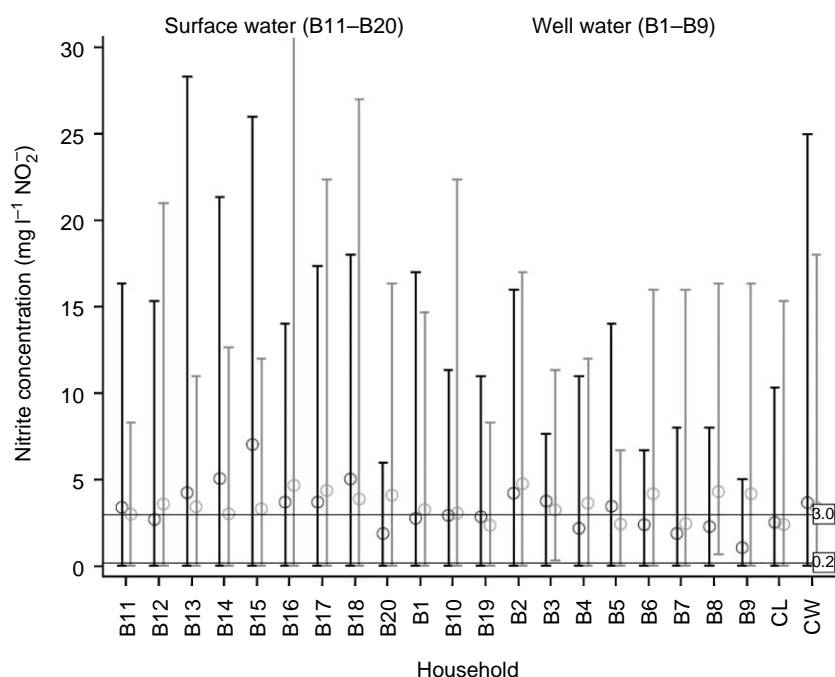 Surface water (B11–B20)
Well water (B1–B9)
Nitrite concentration (mg l⁻¹ NO₂⁻)
30
25
20
15
10
5
0
3.0
0.2
B11
B12
B13
B14
B15
B16
B17
B18
B20
B1
B10
B19
B2
B3
B4
B5
B6
B7
B8
B9
CL
CW
Household